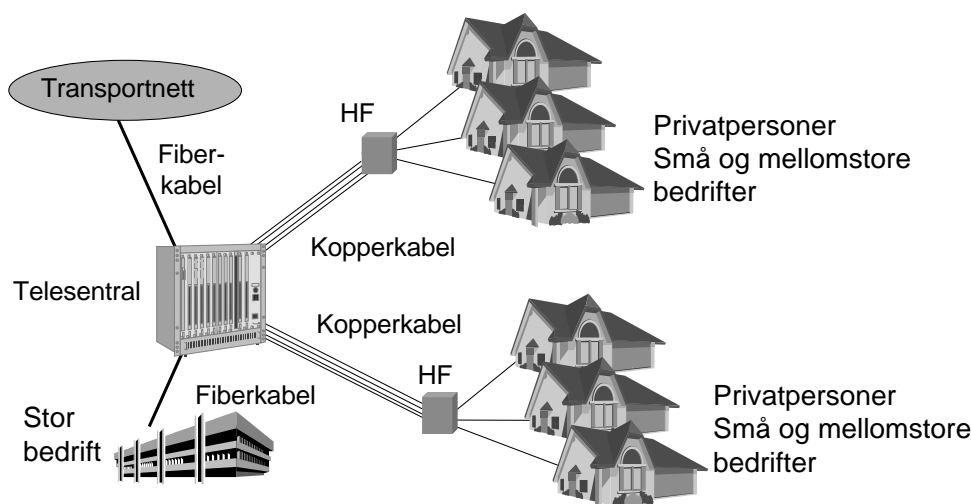 Transportnett
HF
Privatpersoner
Små og mellomstore
bedrifter
Fiber-
kabel
Kopperkabel
Telesentral
Kopperkabel
HF
Fiberkabel
Stor
bedrift
Privatpersoner
Små og mellomstore
bedrifter